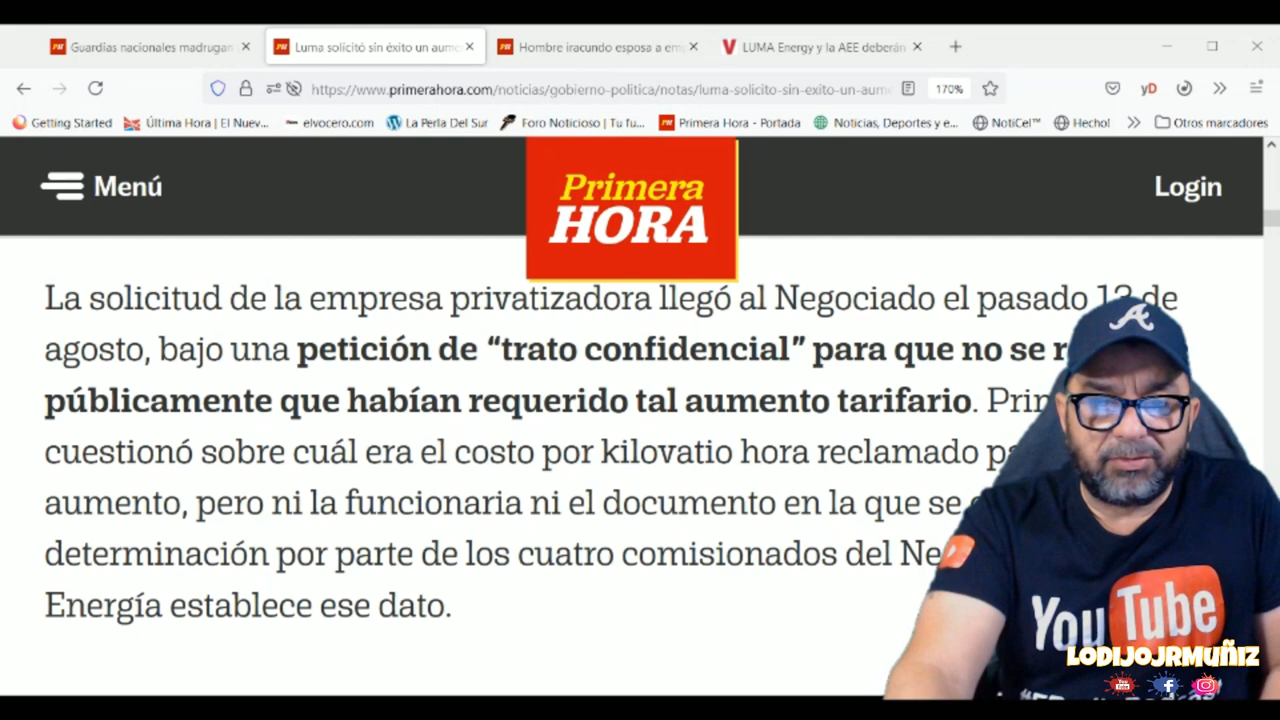 Guardias nacionales madrugan
Luma solicitó sin éxito un aume
Hombre iracundo esposa a em
LUMA Energy y la AEE deberán
https://www.primerahora.com/noticias/gobierno-politica/notas/luma-solicito-sin-exito-un-aume
170%
yD
Getting Started
Última Hora | El Nuev...
elvocero.com
La Perla Del Sur
Foro Noticioso | Tu fu...
Primera Hora - Portada
Noticias, Deportes y e...
NotiCel™
Hecho!
Otros marcadores
Menú
Primera
HORA
Login
La solicitud de la empresa privatizadora llegó al Negociado el pasado 13 de
agosto, bajo una petición de “trato confidencial” para que no se
públicamente que habían requerido tal aumento tarifario.
cuestionó sobre cuál era el costo por kilovatio hora reclamado
aumento, pero ni la funcionaria ni el documento en la que se
determinación por parte de los cuatro comisionados del
Energía establece ese dato.
A
You Tube
LODIJOJRMUÑIZ